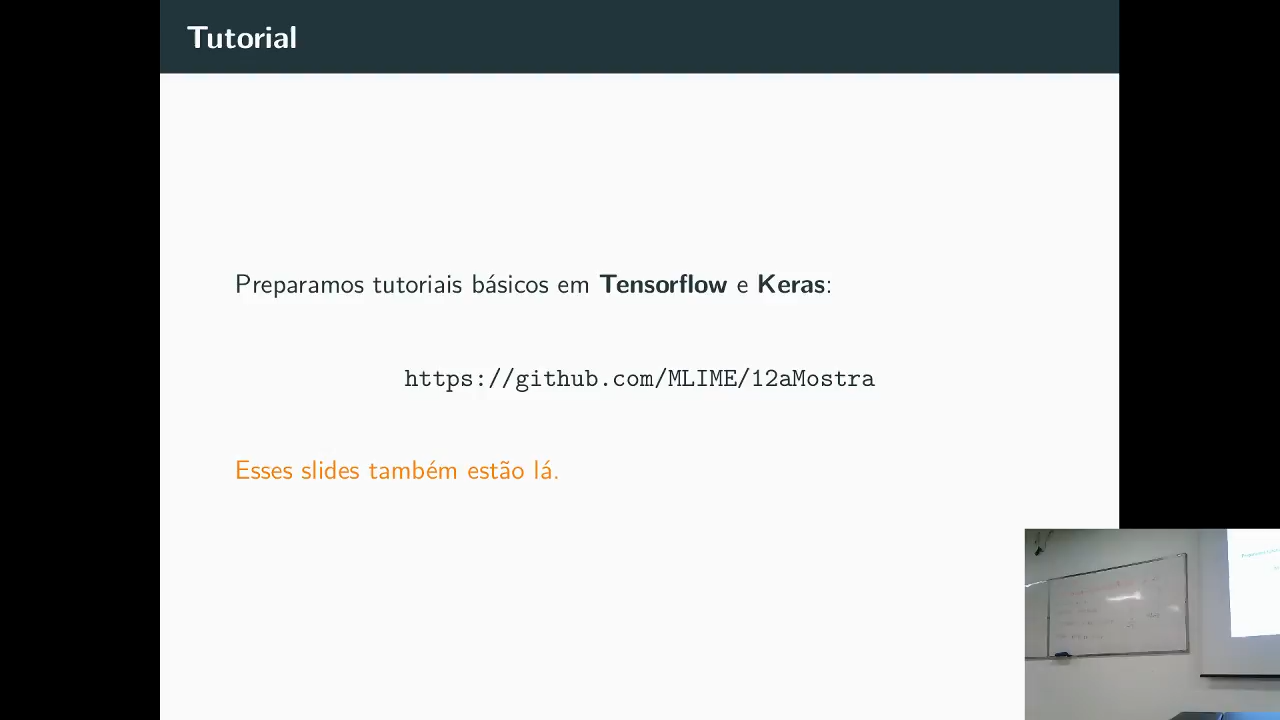 Tutorial
Preparamos tutoriais básicos em Tensorflow e Keras:
https://github.com/MLIME/12aMostra
Esses slides também estão lá.